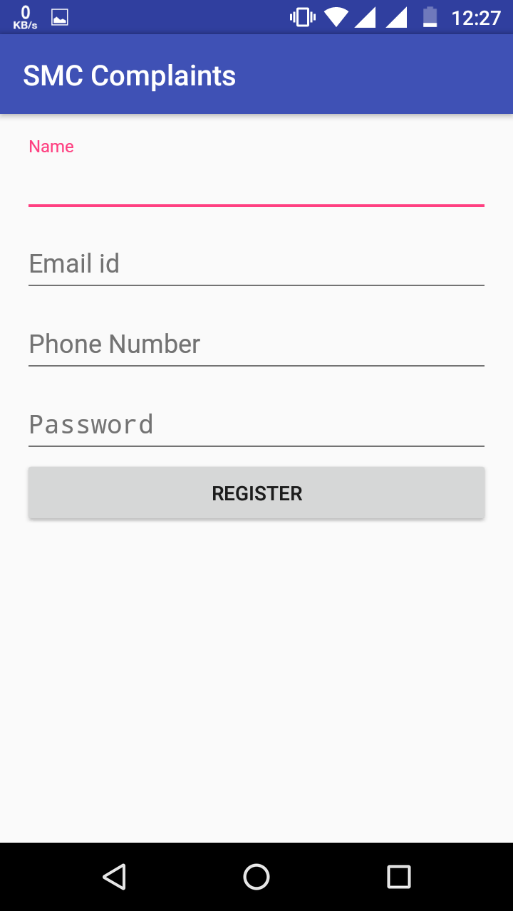 0
KB/s
12:27
SMC Complaints
Name
Email id
Phone Number
Password
REGISTER